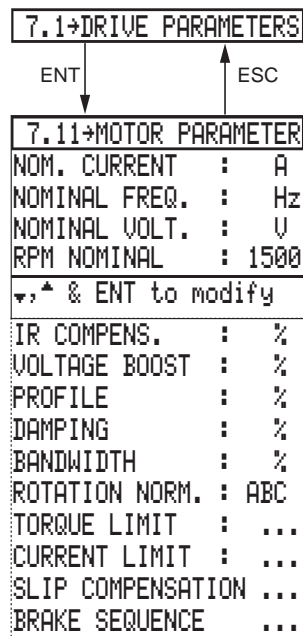 7.1→DRIVE PARAMETERS
ENT ESC
7.11→MOTOR PARAMETER
NOM. CURRENT : A
NOMINAL FREQ. : Hz
NOMINAL VOLT. : V
RPM NOMINAL : 1500
▼,▲ & ENT to modify
IR COMPENS. : %
VOLTAGE BOOST : %
PROFILE : %
DAMPING : %
BANDWIDTH : %
ROTATION NORM. : ABC
TORQUE LIMIT : ...
CURRENT LIMIT : ...
SLIP COMPENSATION ...
BRAKE SEQUENCE ...